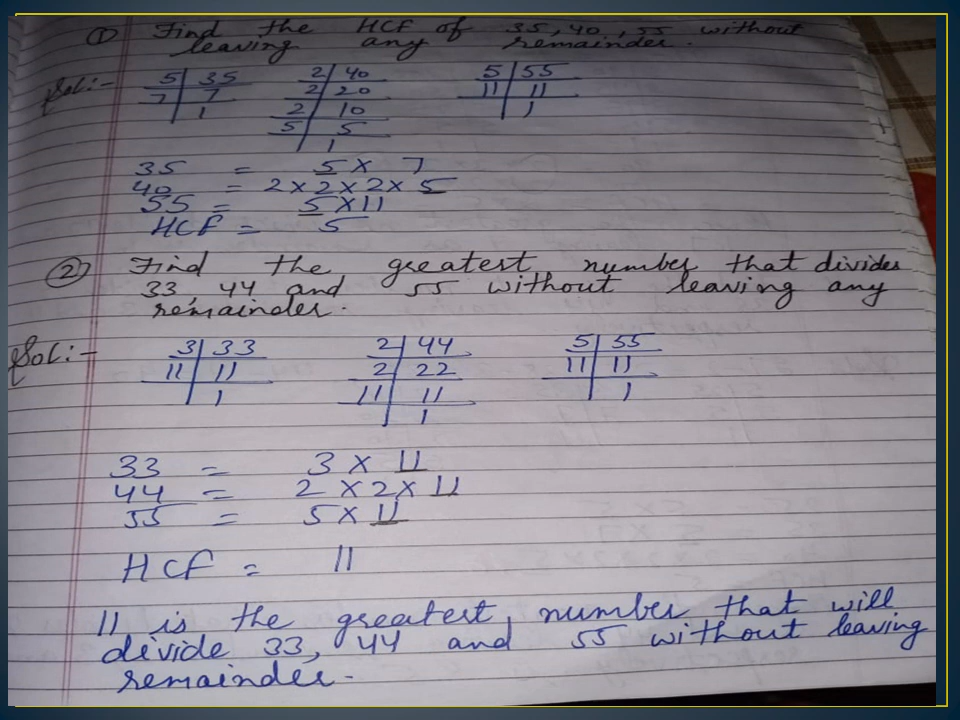 ① Find the HCF of 35, 40, 55 without
leaving any remainder.
Sol:-
5 | 35   2 | 40   5 | 55
7 | 7   2 | 20   11 | 11
1   2 | 10   1
5 | 5
1
35 = 5 × 7
40 = 2 × 2 × 2 × 5
55 = 5 × 11
HCF = 5
② Find the greatest number that divides
33, 44 and 55 without leaving any
remainder.
Sol:-
3 | 33   2 | 44   5 | 55
11 | 11   2 | 22   11 | 11
1   11 | 11   1
1
33 = 3 × 11
44 = 2 × 2 × 11
55 = 5 × 11
HCF = 11
11 is the greatest number that will
divide 33, 44 and 55 without leaving
remainder.